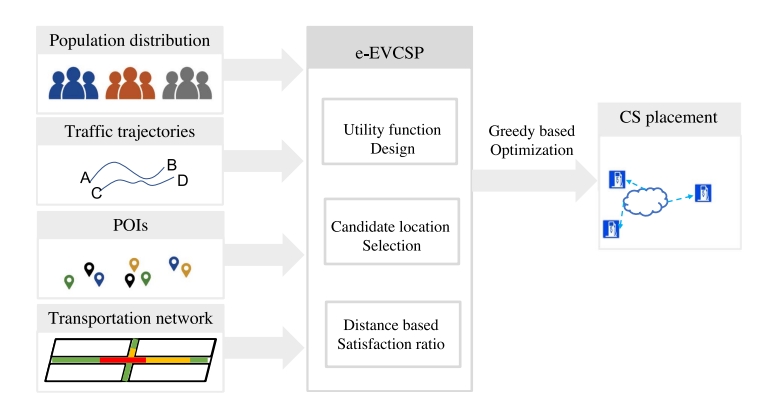 Population distribution
Traffic trajectories
A
B
C
D
POIs
Transportation network
e-EVCSP
Utility function
Design
Candidate location
Selection
Distance based
Satisfaction ratio
Greedy based
Optimization
CS placement